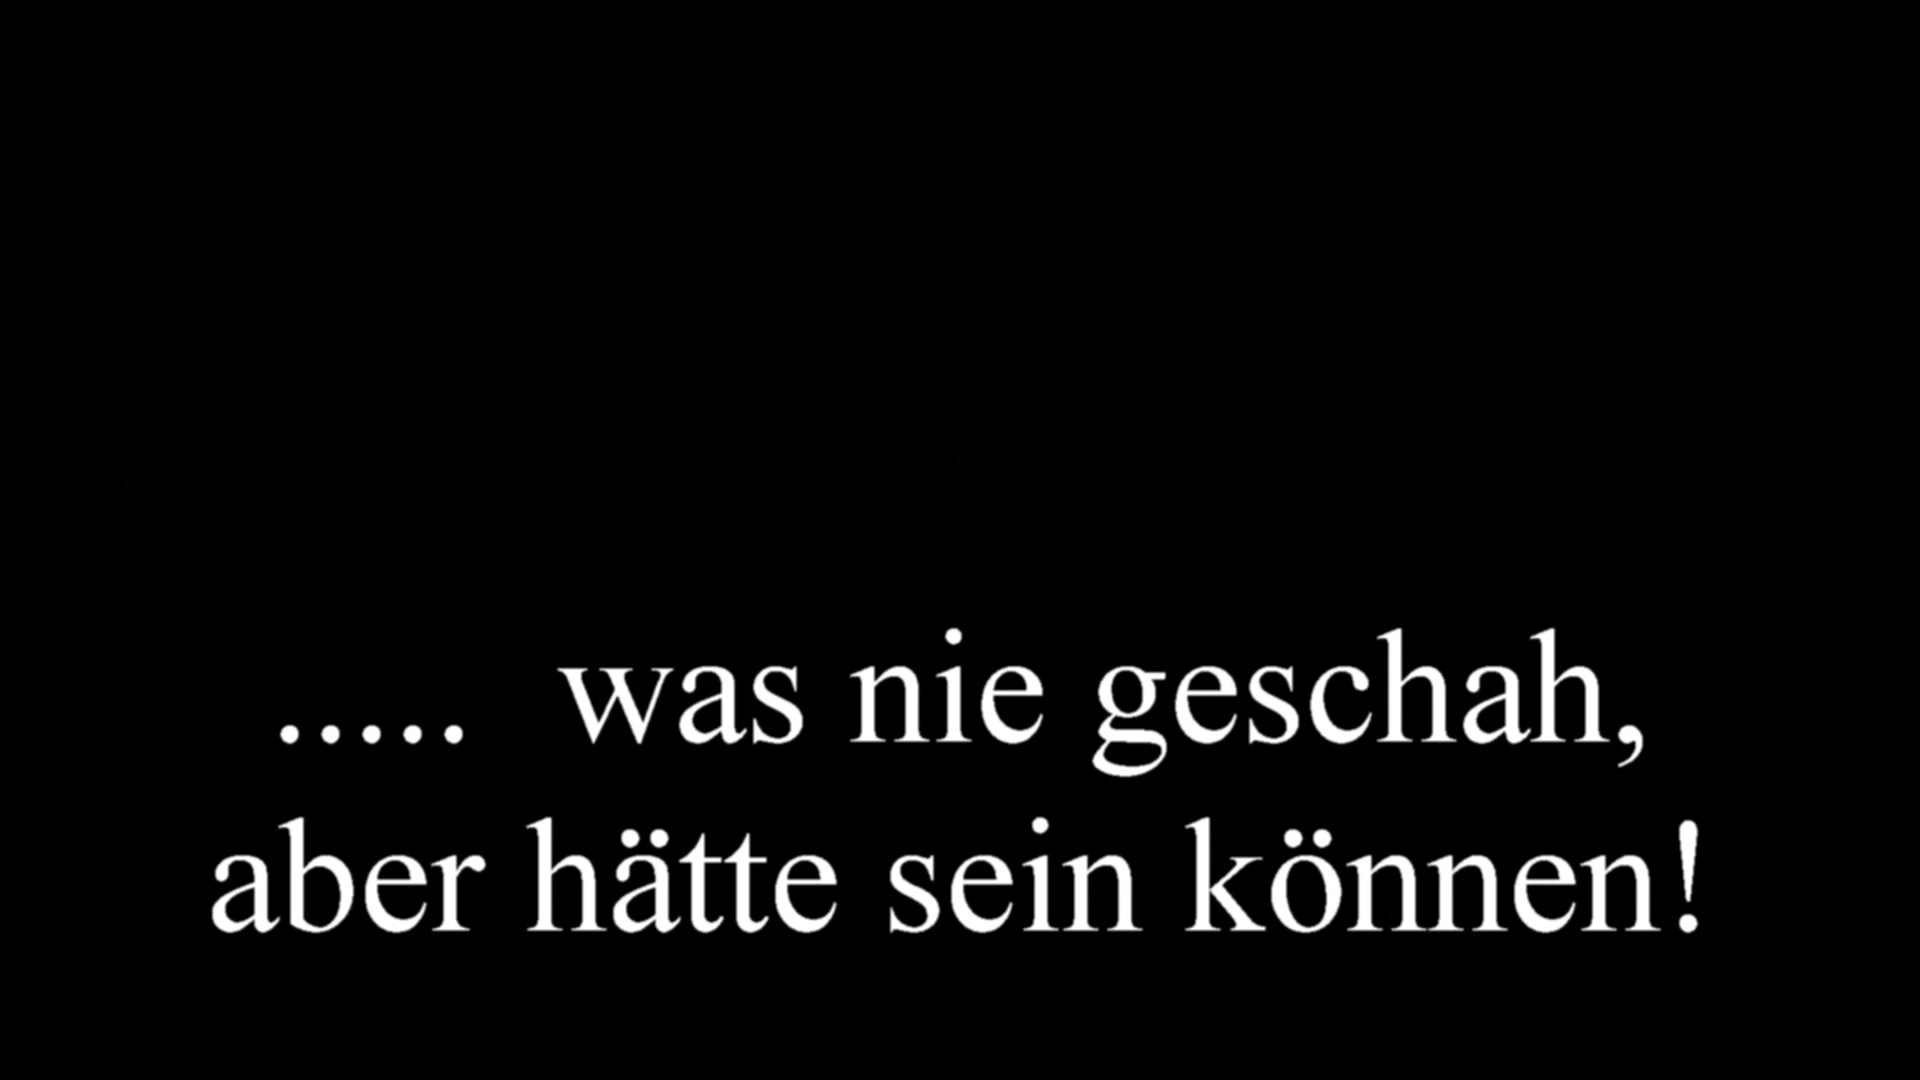 ..... was nie geschah,
aber hätte sein können!